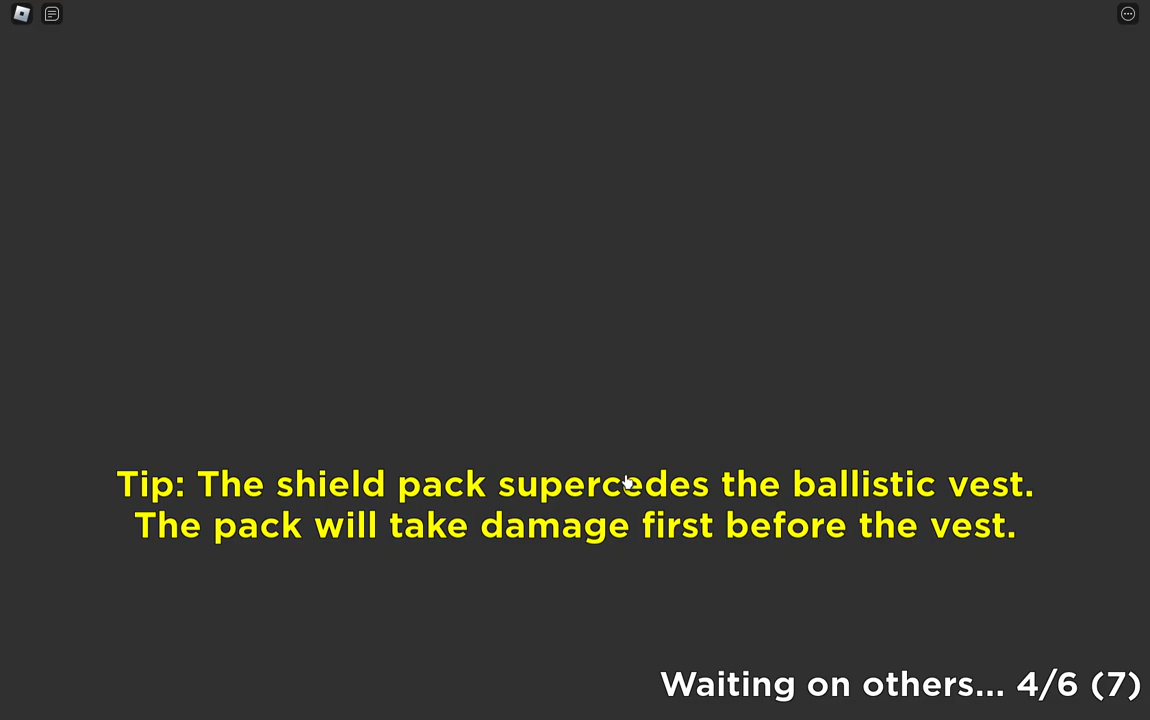 Tip: The shield pack supercedes the ballistic vest.
The pack will take damage first before the vest.
Waiting on others... 4/6 (7)